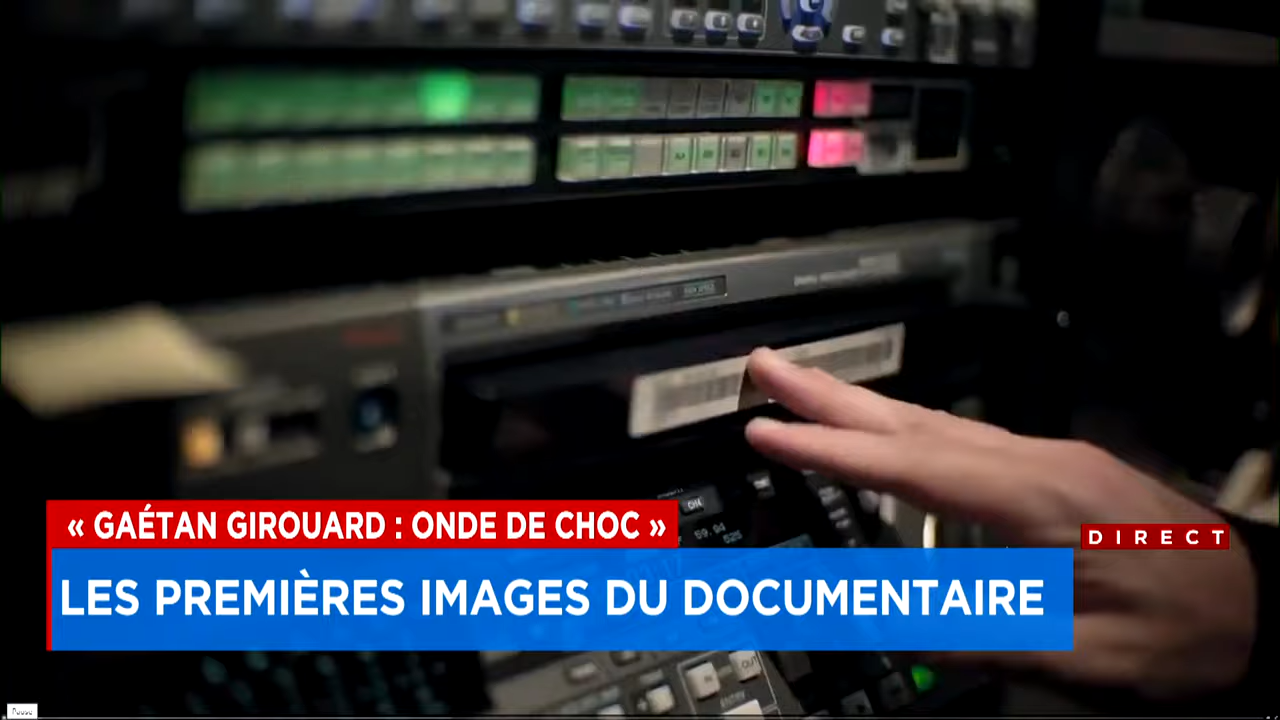 « GAÉTAN GIROUARD : ONDE DE CHOC »
DIRECT
LES PREMIÈRES IMAGES DU DOCUMENTAIRE